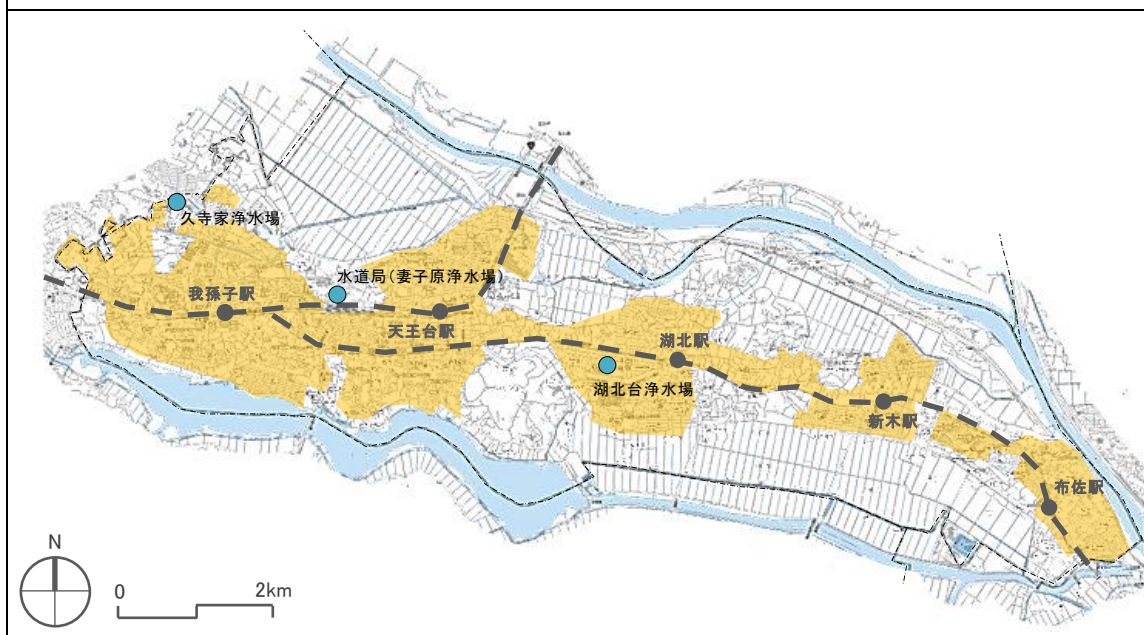 久寺家浄水場
水道局(妻子原浄水場)
我孫子駅
天王台駅
湖北駅
湖北台浄水場
新木駅
布佐駅
N
0 2km